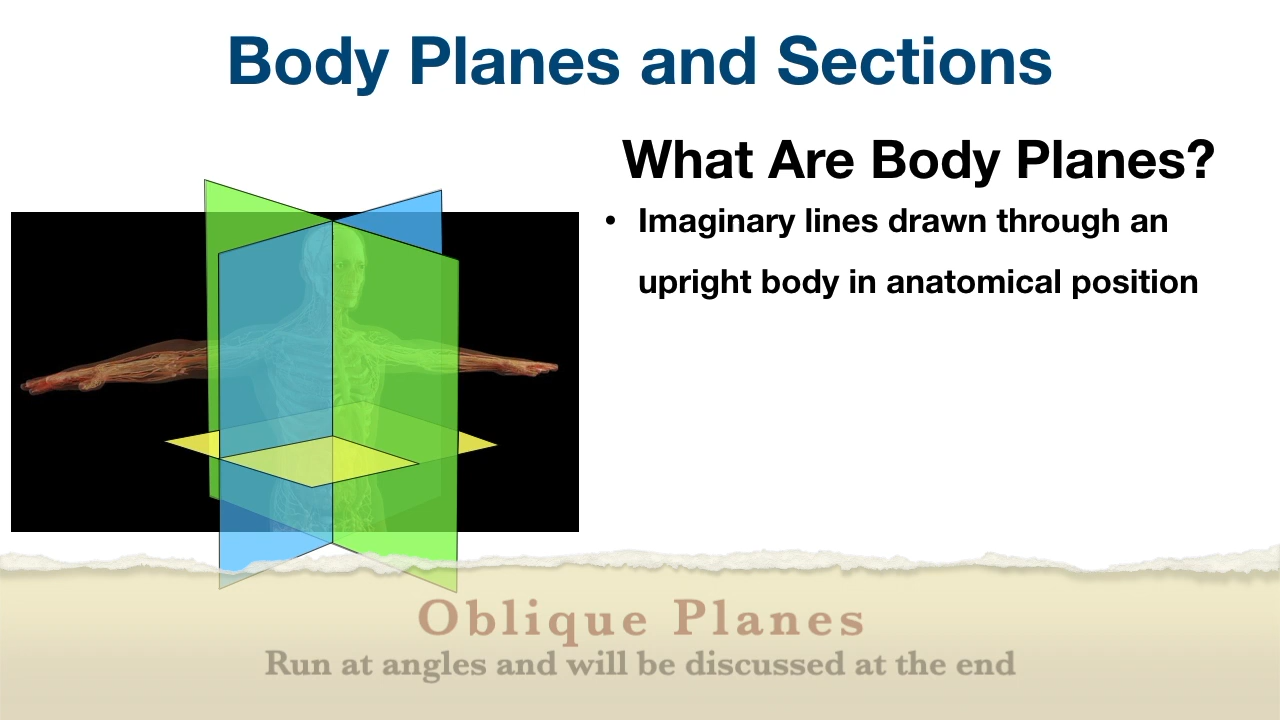 Body Planes and Sections
What Are Body Planes?
• Imaginary lines drawn through an
upright body in anatomical position
Oblique Planes
Run at angles and will be discussed at the end